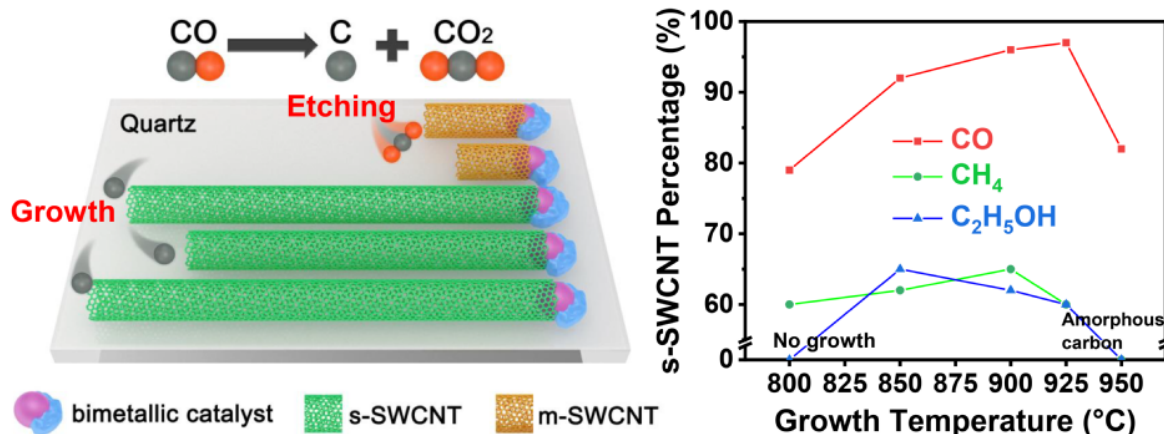 CO C CO₂
Etching
Quartz
Growth
bimetallic catalyst s-SWCNT m-SWCNT
s-SWCNT Percentage (%)
100
90
80
70
60
0
CO
CH₄
C₂H₅OH
No growth
Amorphous
carbon
800 825 850 875 900 925 950
Growth Temperature (°C)